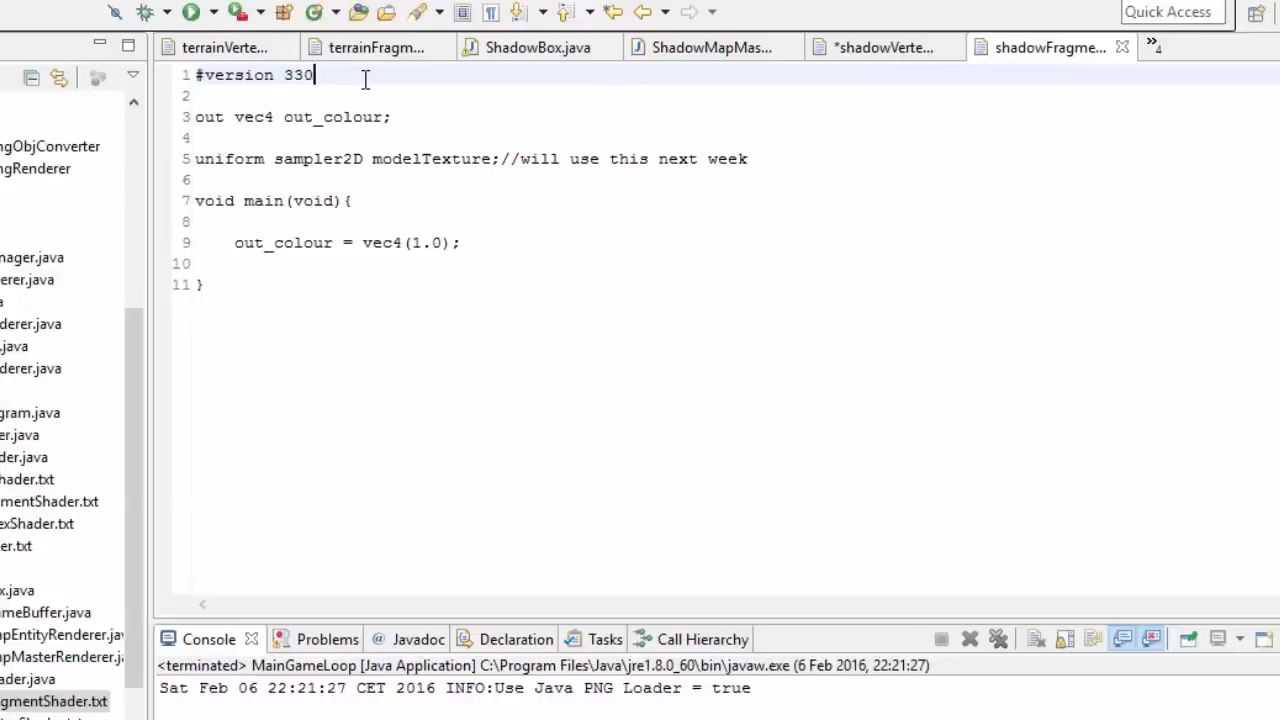 Quick Access
terrainVerte...
terrainFragm...
ShadowBox.java
ShadowMapMas...
*shadowVerte...
shadowFragme...
4
1 #version 330
2
3 out vec4 out_colour;
4
5 uniform sampler2D modelTexture;//will use this next week
6
7 void main(void){
8
9 out_colour = vec4(1.0);
10
11 }
ngObjConverter
ngRenderer
nager.java
erer.java
a
derer.java
.java
derer.java
gram.java
er.java
der.java
hader.txt
mentShader.txt
exShader.txt
er.txt
x.java
ameBuffer.java
apEntityRenderer.jav
apMasterRenderer.ja
ader.java
gmentShader.txt
Console
Problems
@ Javadoc
Declaration
Tasks
Call Hierarchy
<terminated> MainGameLoop [Java Application] C:\Program Files\Java\jre1.8.0_60\bin\javaw.exe (6 Feb 2016, 22:21:27)
Sat Feb 06 22:21:27 CET 2016 INFO:Use Java PNG Loader = true